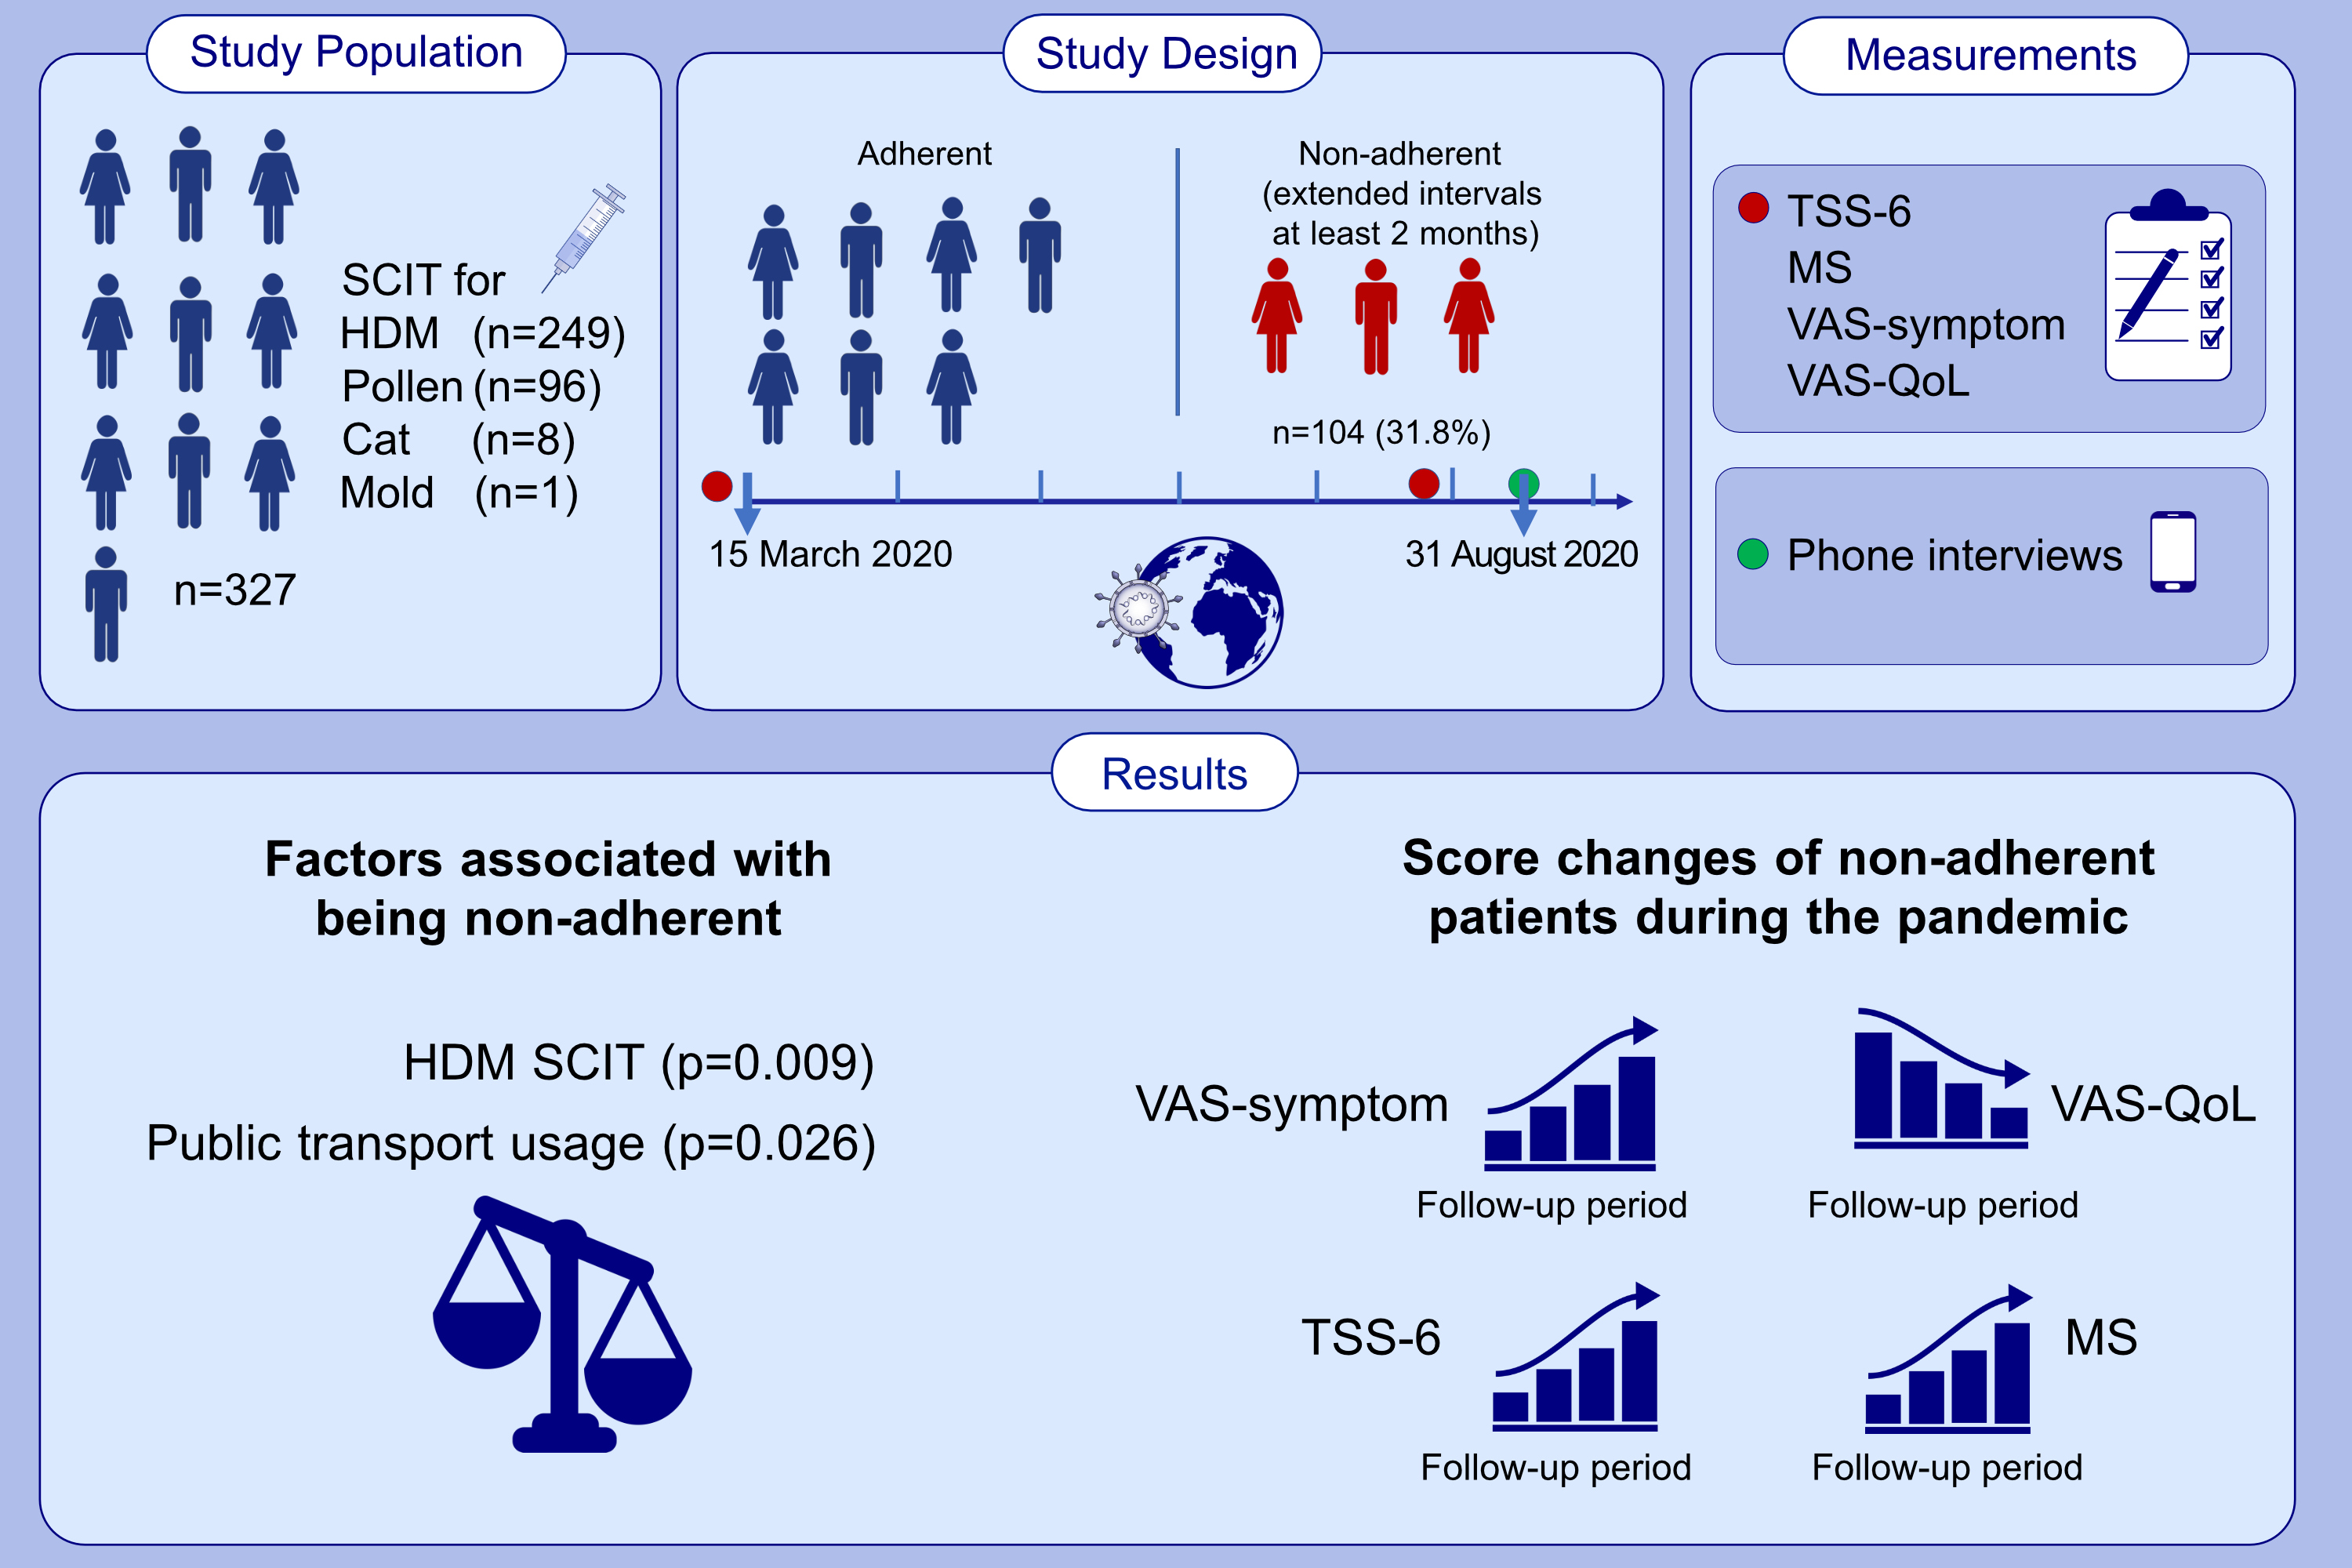 Study Population
SCIT for
HDM (n=249)
Pollen (n=96)
Cat (n=8)
Mold (n=1)
n=327
Study Design
Adherent
Non-adherent
(extended intervals
at least 2 months)
n=104 (31.8%)
15 March 2020
31 August 2020
Measurements
TSS-6
MS
VAS-symptom
VAS-QoL
Phone interviews
Results
Factors associated with
being non-adherent
HDM SCIT (p=0.009)
Public transport usage (p=0.026)
Score changes of non-adherent
patients during the pandemic
VAS-symptom
Follow-up period
VAS-QoL
Follow-up period
TSS-6
Follow-up period
MS
Follow-up period